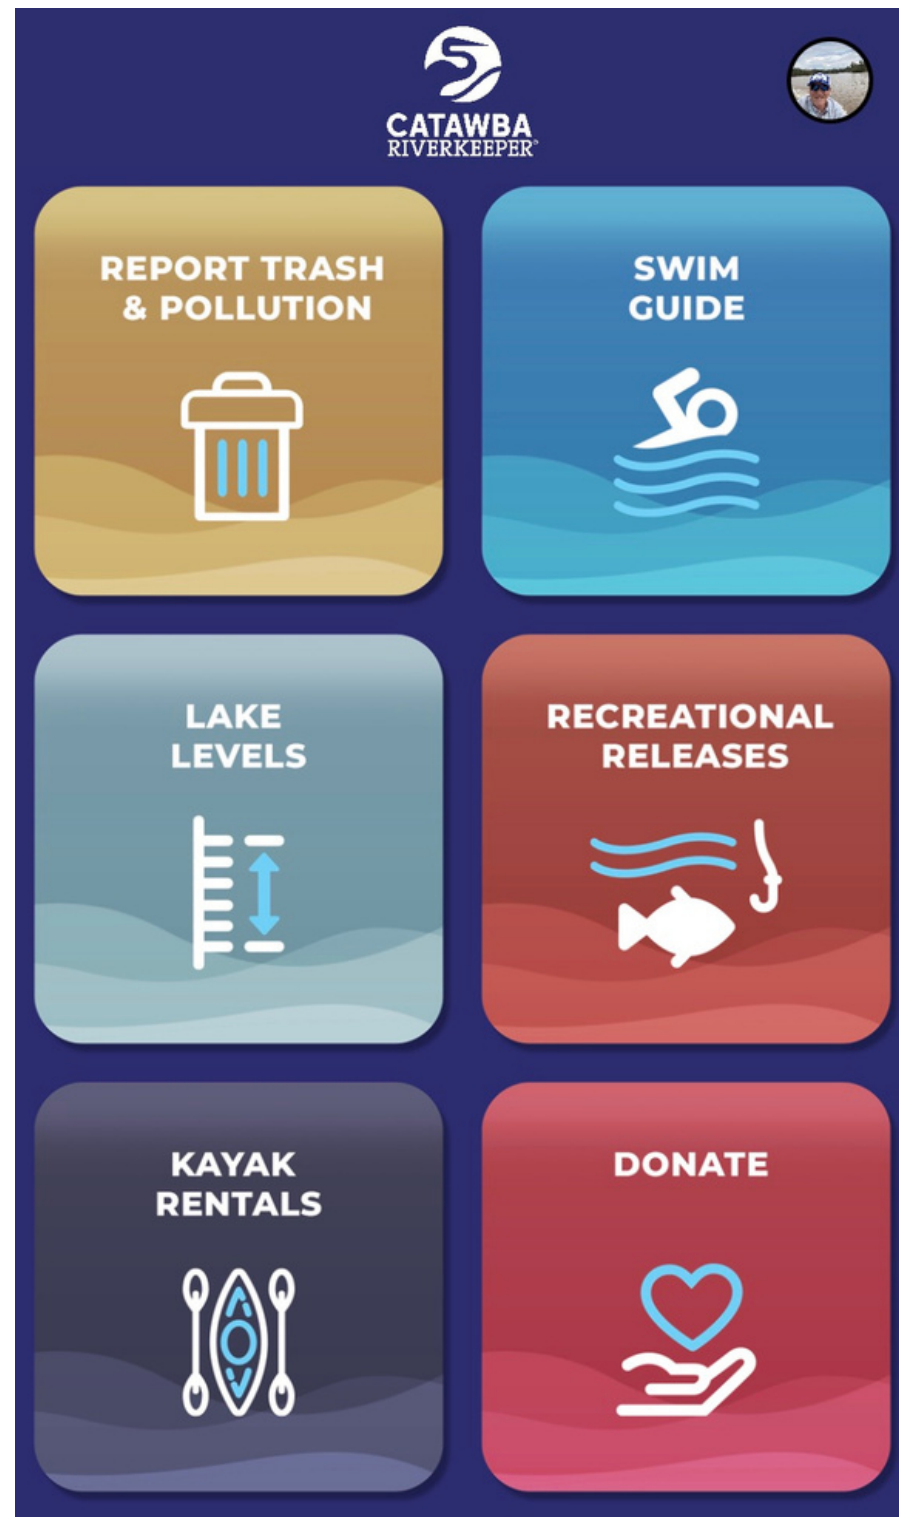 CATAWBA
RIVERKEEPER®
REPORT TRASH
& POLLUTION
SWIM
GUIDE
LAKE
LEVELS
RECREATIONAL
RELEASES
KAYAK
RENTALS
DONATE